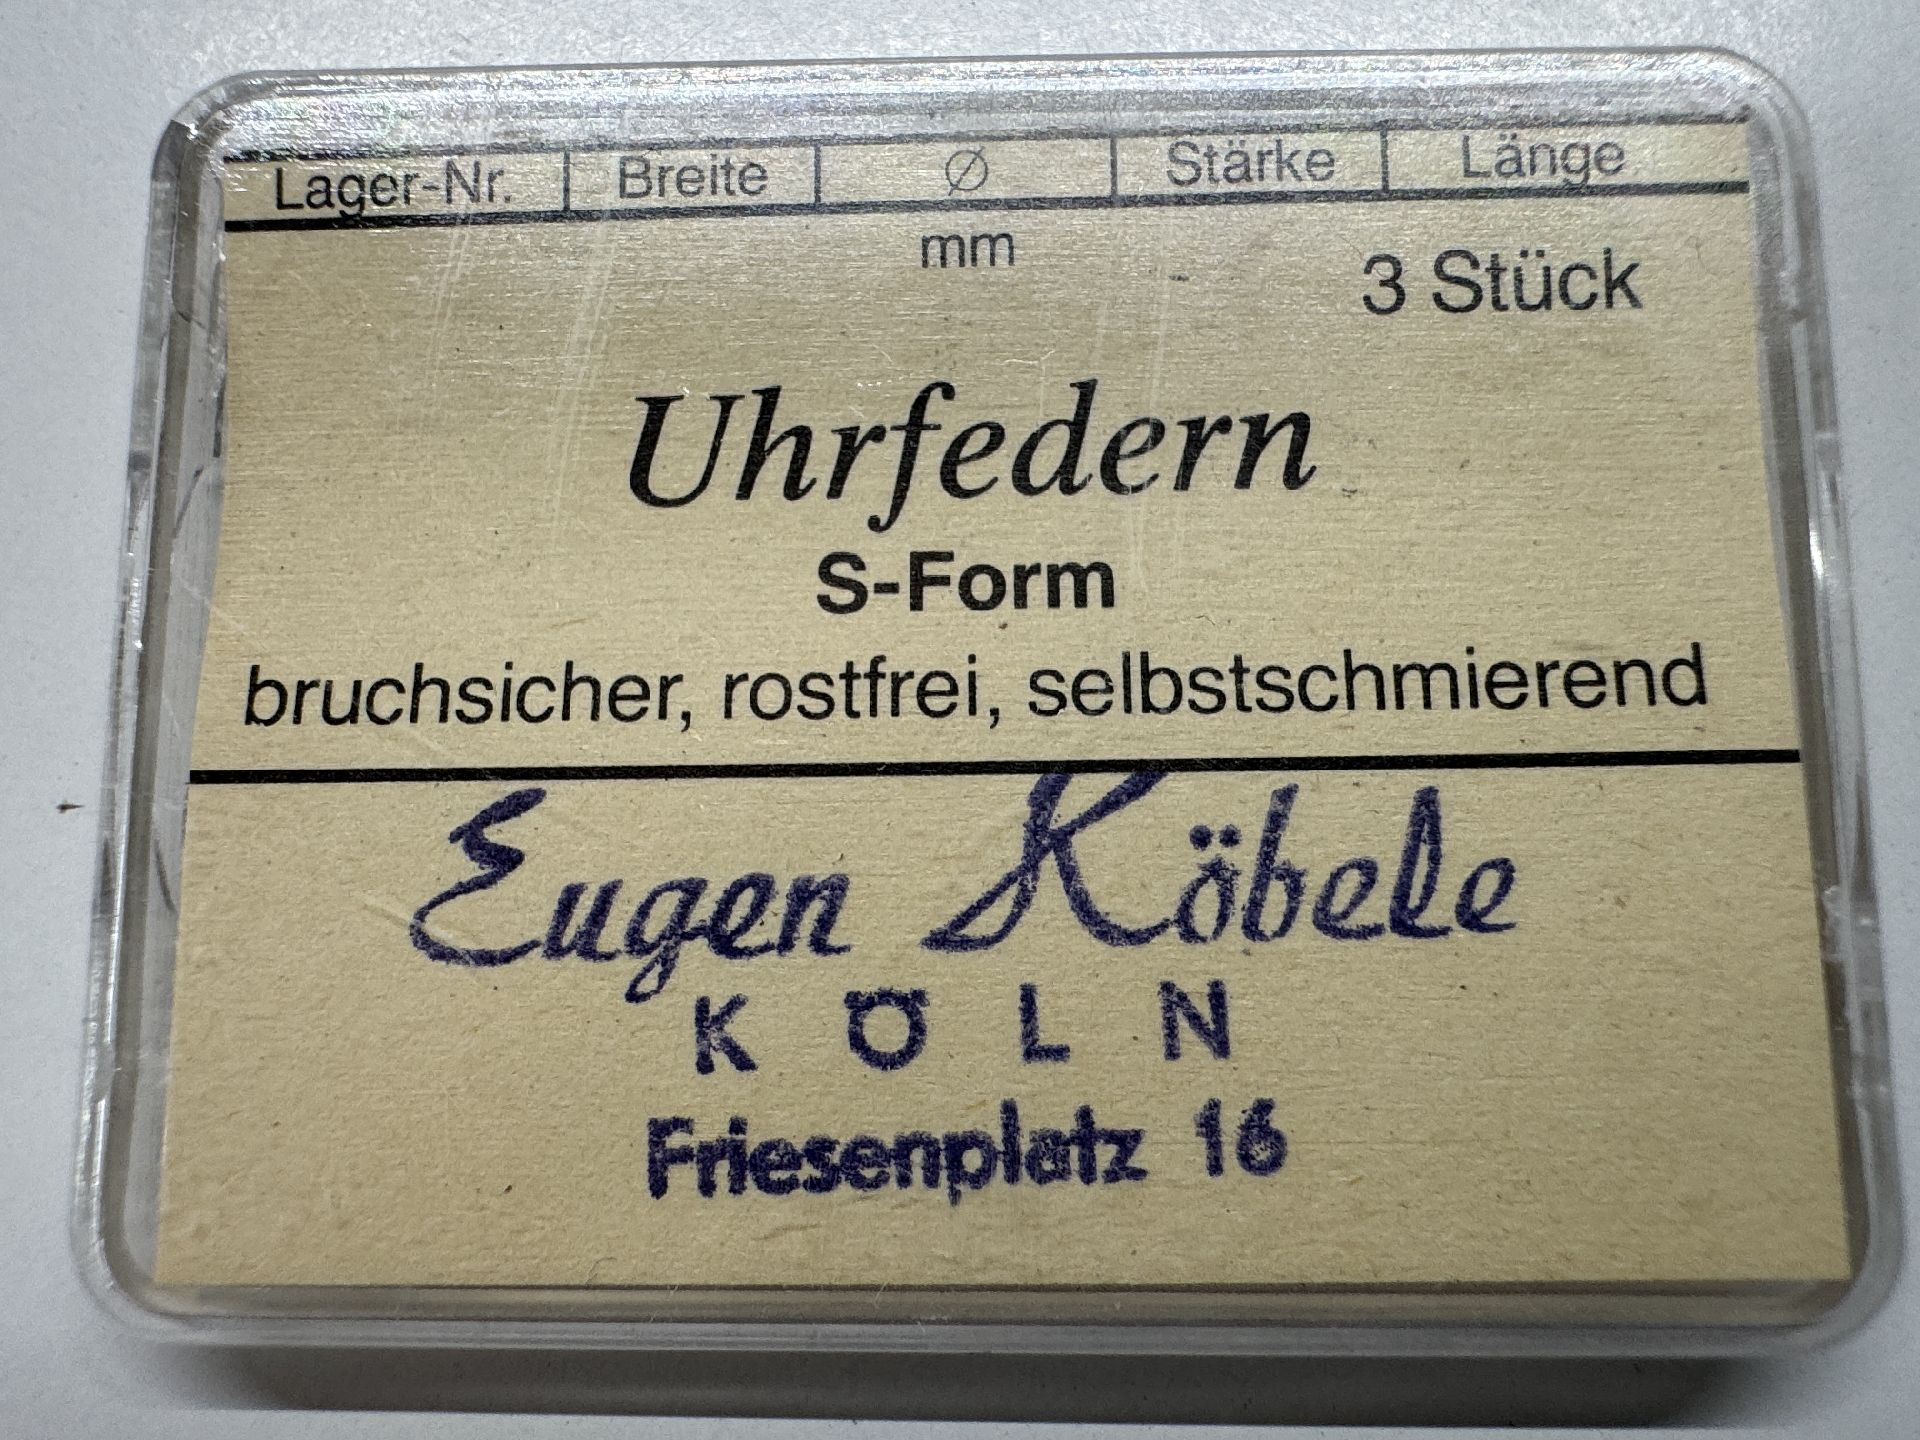 Lager-Nr. Breite ∅ Stärke Länge
mm
3 Stück
Uhrfedern
S-Form
bruchsicher, rostfrei, selbstschmierend
Eugen Köbele
KÖLN
Friesenplatz 16